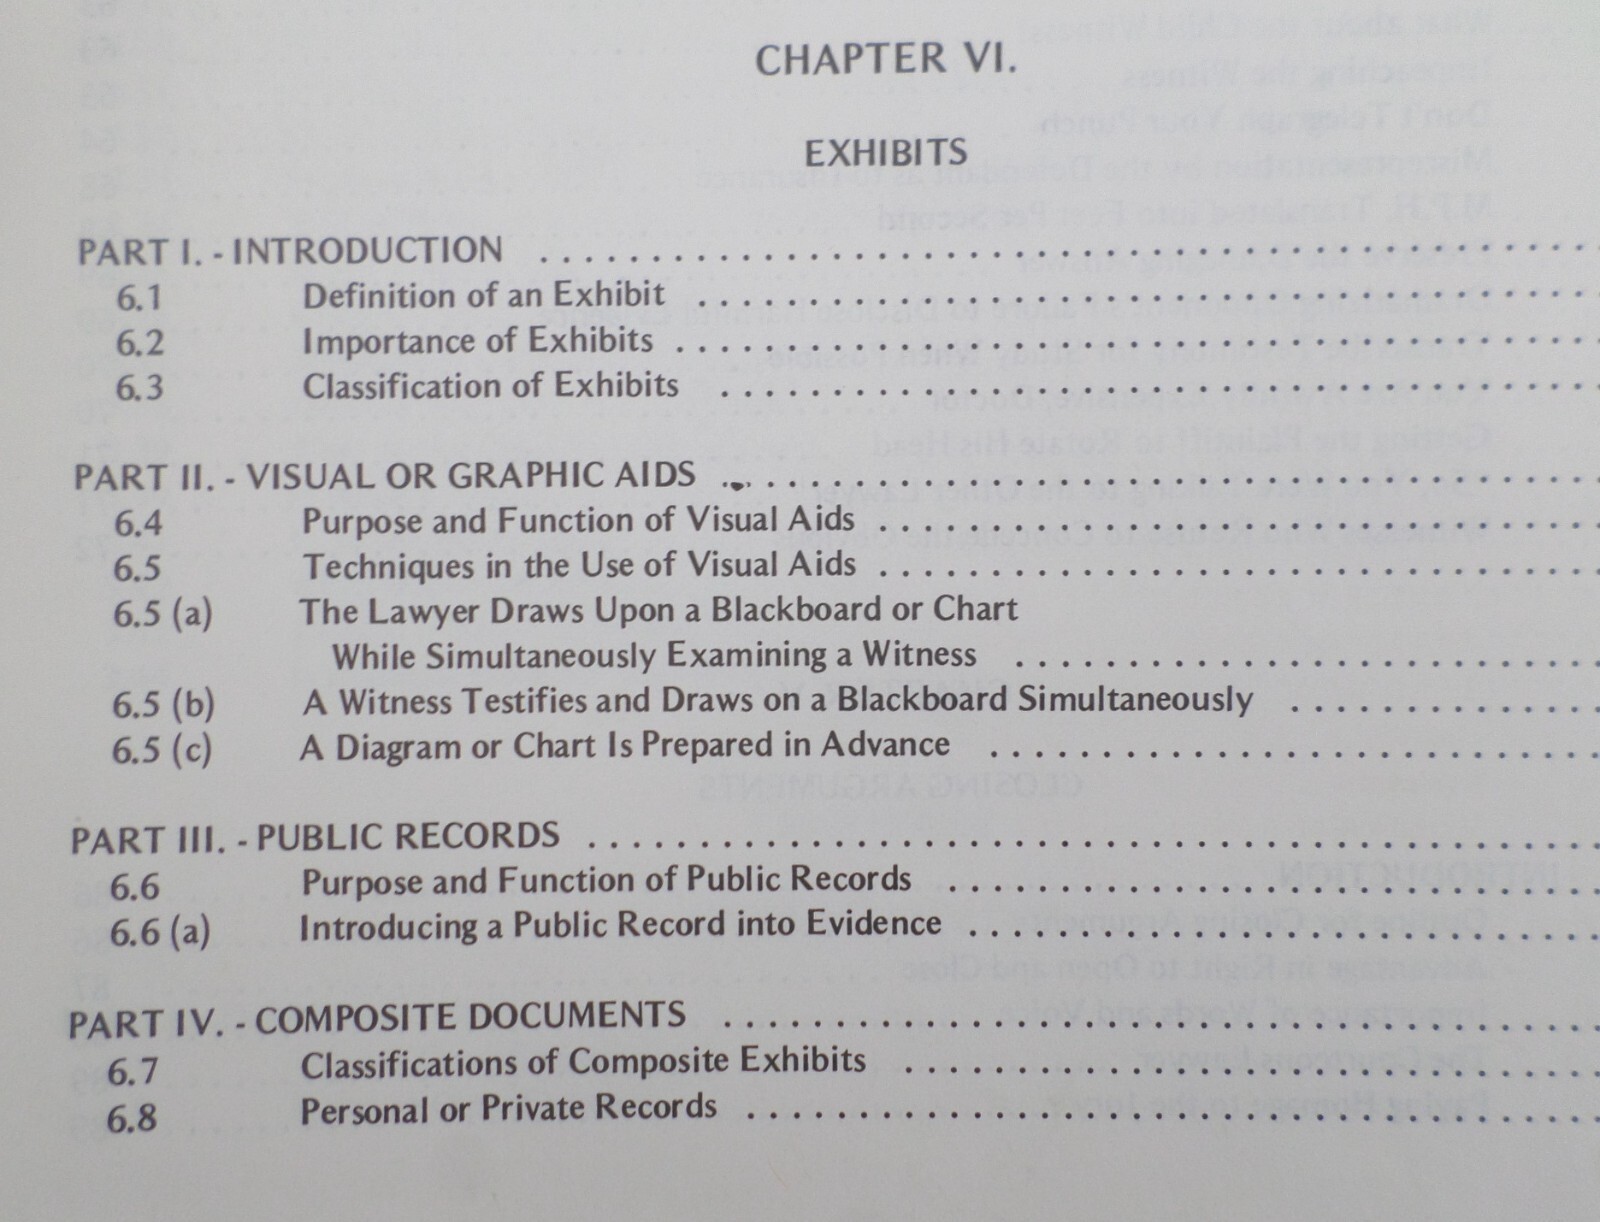 CHAPTER VI.
EXHIBITS
PART I. - INTRODUCTION . . . . . . . . . . . . . . . . . . . . . . . . . . . . . . . . . . . . . .
6.1 Definition of an Exhibit . . . . . . . . . . . . . . . . . . . . . . . . . . . . . . . .
6.2 Importance of Exhibits . . . . . . . . . . . . . . . . . . . . . . . . . . . . . . . . .
6.3 Classification of Exhibits . . . . . . . . . . . . . . . . . . . . . . . . . . . . . . .
PART II. - VISUAL OR GRAPHIC AIDS . . . . . . . . . . . . . . . . . . . . . . . . . . . . . . .
6.4 Purpose and Function of Visual Aids . . . . . . . . . . . . . . . . . . . . . . . .
6.5 Techniques in the Use of Visual Aids . . . . . . . . . . . . . . . . . . . . . . . .
6.5 (a) The Lawyer Draws Upon a Blackboard or Chart
While Simultaneously Examining a Witness . . . . . . . . . . . . . . . . . . . . .
6.5 (b) A Witness Testifies and Draws on a Blackboard Simultaneously . . . . . . . . . . .
6.5 (c) A Diagram or Chart Is Prepared in Advance . . . . . . . . . . . . . . . . . . . . . .
PART III. - PUBLIC RECORDS . . . . . . . . . . . . . . . . . . . . . . . . . . . . . . . . . . . .
6.6 Purpose and Function of Public Records . . . . . . . . . . . . . . . . . . . . . . .
6.6 (a) Introducing a Public Record into Evidence . . . . . . . . . . . . . . . . . . . . . .
PART IV. - COMPOSITE DOCUMENTS . . . . . . . . . . . . . . . . . . . . . . . . . . . . . . .
6.7 Classifications of Composite Exhibits . . . . . . . . . . . . . . . . . . . . . . . . .
6.8 Personal or Private Records . . . . . . . . . . . . . . . . . . . . . . . . . . . . . .